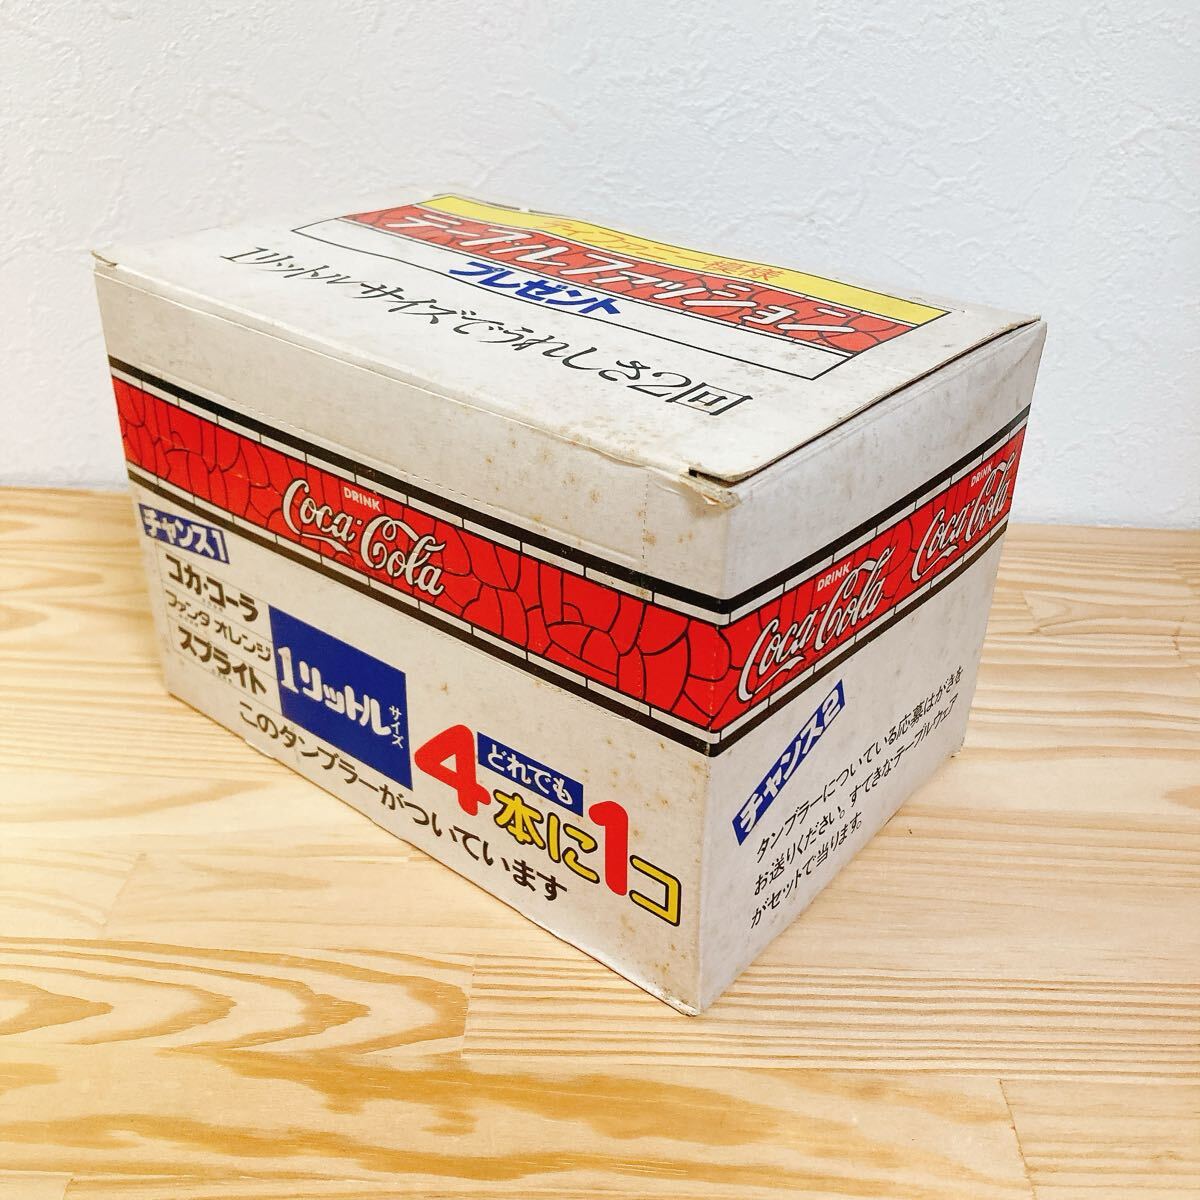 ティファニー模様
テーブルファッション
プレゼント
1リットルサイズでうれしさ2回
DRINK
Coca-Cola
チャンス1
コカ・コーラ
ファンタ オレンジ
スプライト
1リットル
サイズ
どれでも
4本に1コ
このタンブラーがついています
DRINK
Coca-Cola
DRINK
Coca-Cola
チャンス2
タンブラーについている応募はがきを
お送りください。すてきなテーブルウェア
がセットで当ります。